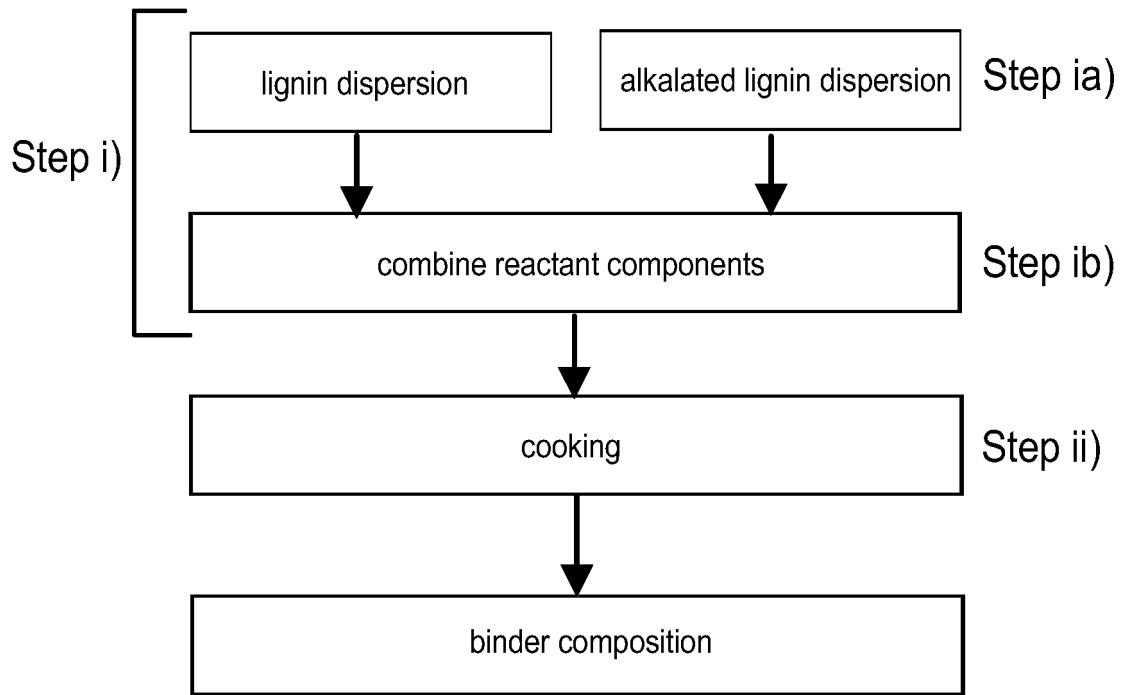 lignin dispersion
alkalated lignin dispersion
Step ia)
Step i)
combine reactant components
Step ib)
cooking
Step ii)
binder composition